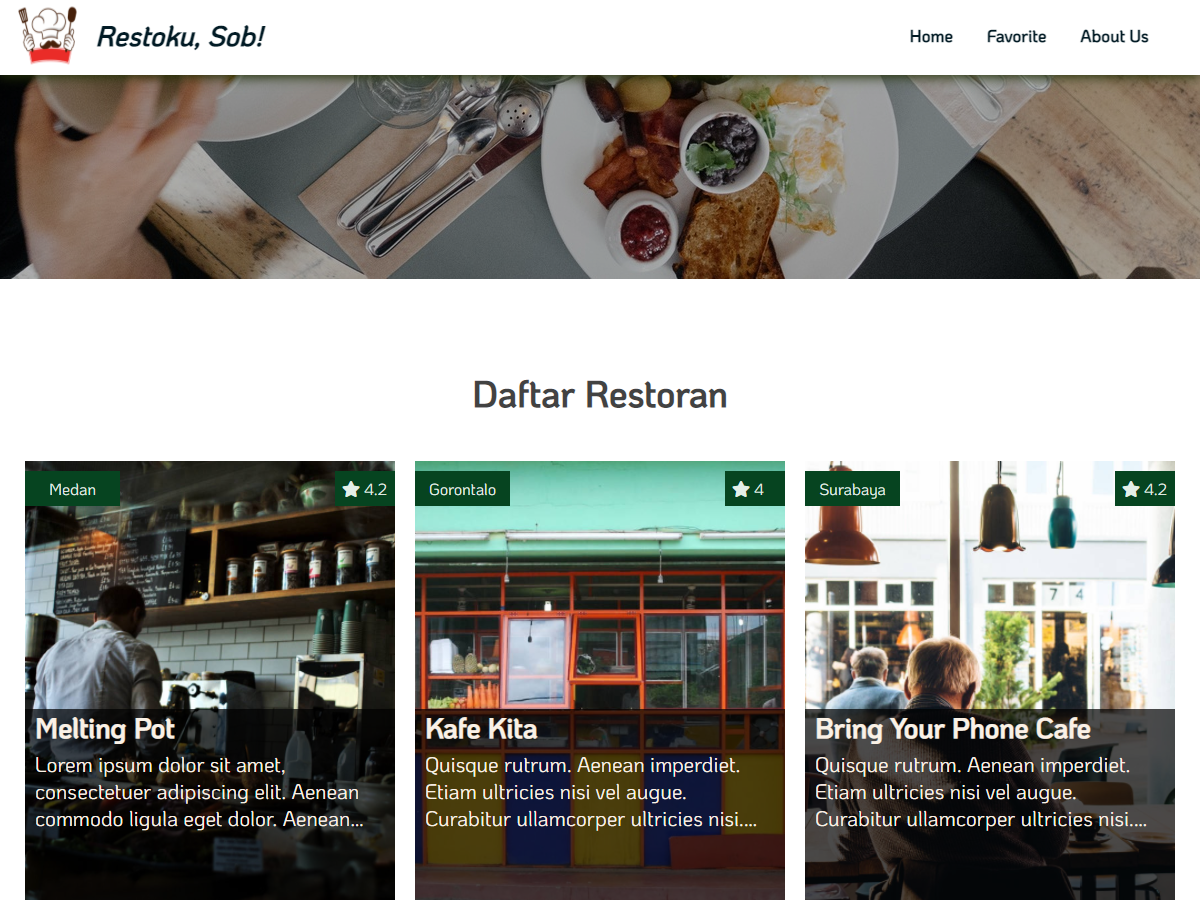 Restoku, Sob!
Home Favorite About Us
Daftar Restoran
Medan
4.2
Melting Pot
Lorem ipsum dolor sit amet,
consectetuer adipiscing elit. Aenean
commodo ligula eget dolor. Aenean...
Gorontalo
4
Kafe Kita
Quisque rutrum. Aenean imperdiet.
Etiam ultricies nisi vel augue.
Curabitur ullamcorper ultricies nisi....
Surabaya
4.2
7 4
Bring Your Phone Cafe
Quisque rutrum. Aenean imperdiet.
Etiam ultricies nisi vel augue.
Curabitur ullamcorper ultricies nisi....